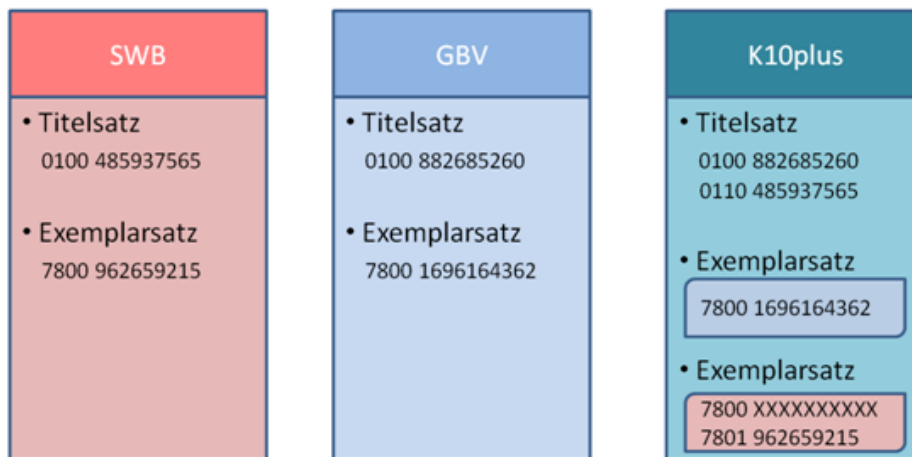 SWB
• Titelsatz
0100 485937565
• Exemplarsatz
7800 962659215
GBV
• Titelsatz
0100 882685260
• Exemplarsatz
7800 1696164362
K10plus
• Titelsatz
0100 882685260
0110 485937565
• Exemplarsatz
7800 1696164362
• Exemplarsatz
7800 XXXXXXXXXX
7801 962659215